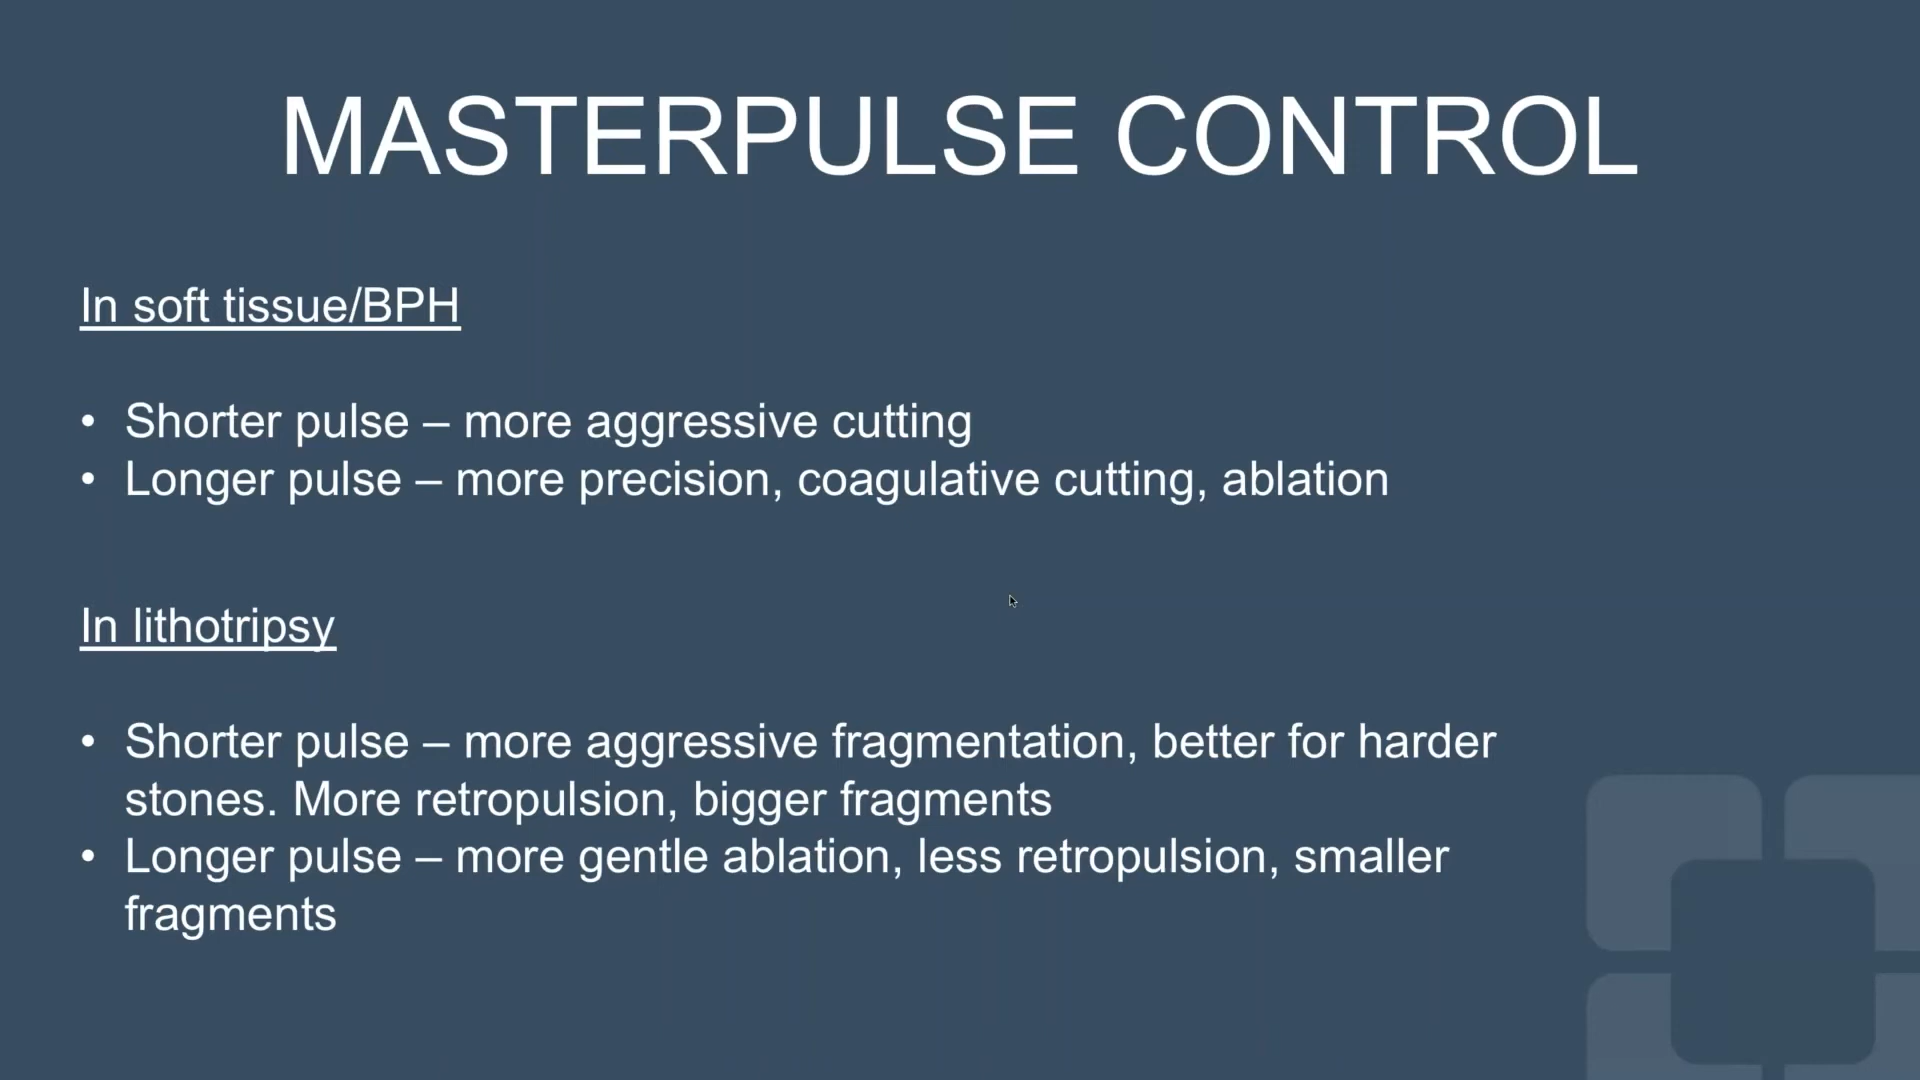 MASTERPULSE CONTROL
In soft tissue/BPH
• Shorter pulse – more aggressive cutting
• Longer pulse – more precision, coagulative cutting, ablation
In lithotripsy
• Shorter pulse – more aggressive fragmentation, better for harder
stones. More retropulsion, bigger fragments
• Longer pulse – more gentle ablation, less retropulsion, smaller
fragments